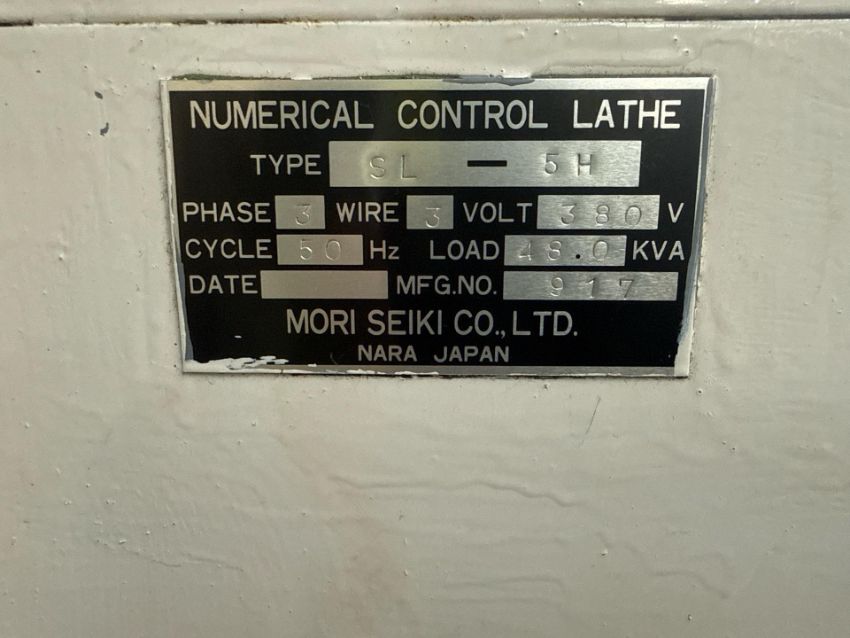 NUMERICAL CONTROL LATHE
TYPE SL - 5H
PHASE 3 WIRE 3 VOLT 380 V
CYCLE 50 Hz LOAD 48.0 KVA
DATE MFG.NO. 917
MORI SEIKI CO., LTD.
NARA JAPAN